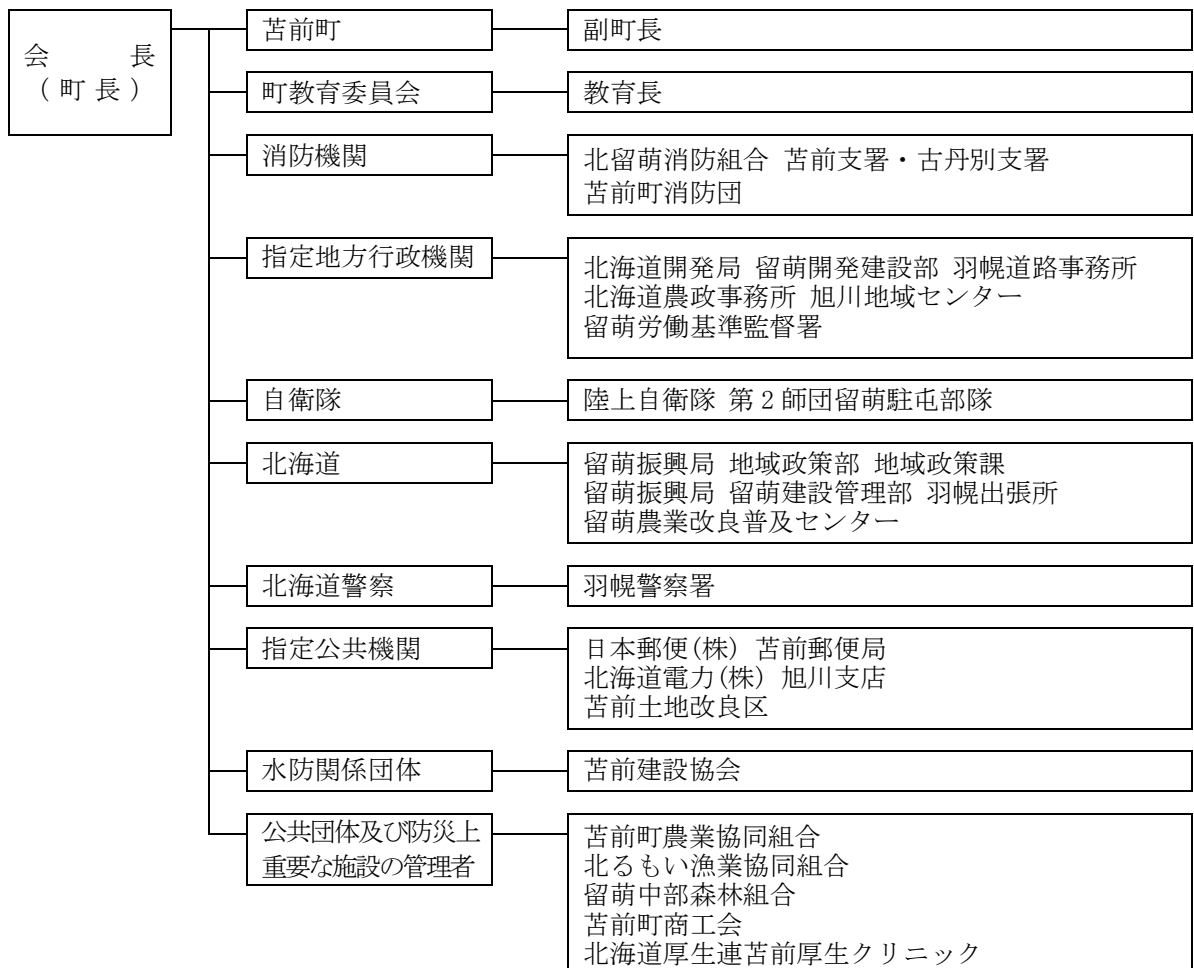 会長
(町長)
苫前町
副町長
町教育委員会
教育長
消防機関
北留萌消防組合 苫前支署・古丹別支署
苫前町消防団
指定地方行政機関
北海道開発局 留萌開発建設部 羽幌道路事務所
北海道農政事務所 旭川地域センター
留萌労働基準監督署
自衛隊
陸上自衛隊 第2師団留萌駐屯部隊
北海道
留萌振興局 地域政策部 地域政策課
留萌振興局 留萌建設管理部 羽幌出張所
留萌農業改良普及センター
北海道警察
羽幌警察署
指定公共機関
日本郵便(株) 苫前郵便局
北海道電力(株) 旭川支店
苫前土地改良区
水防関係団体
苫前建設協会
公共団体及び防災上
重要な施設の管理者
苫前町農業協同組合
北るもい漁業協同組合
留萌中部森林組合
苫前町商工会
北海道厚生連苫前厚生クリニック